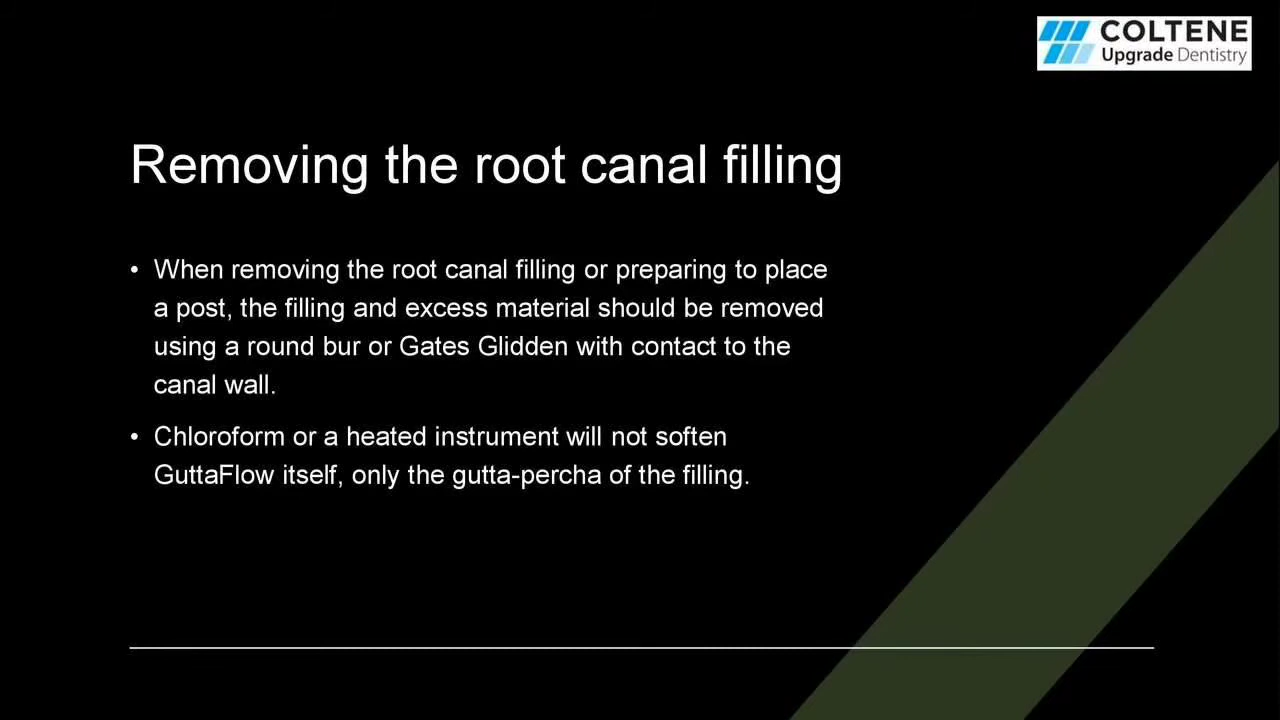 COLTENE
Upgrade Dentistry
Removing the root canal filling
• When removing the root canal filling or preparing to place
a post, the filling and excess material should be removed
using a round bur or Gates Glidden with contact to the
canal wall.
• Chloroform or a heated instrument will not soften
GuttaFlow itself, only the gutta-percha of the filling.